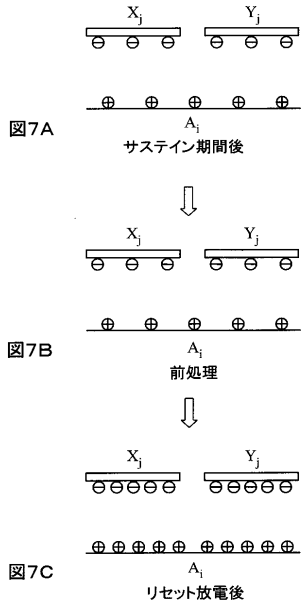 Xj Yj
図7A
Ai
サステイン期間後
Xj Yj
図7B
Ai
前処理
Xj Yj
図7C
Ai
リセット放電後